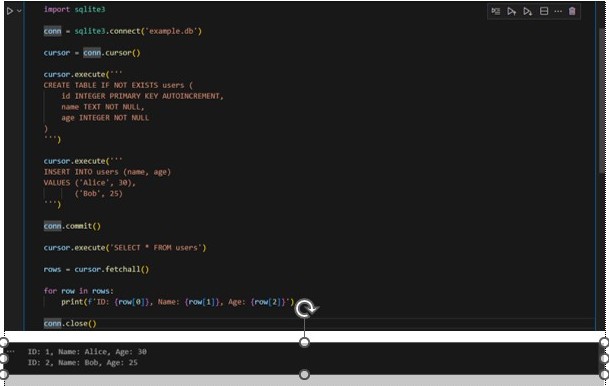 import sqlite3
conn = sqlite3.connect('example.db')
cursor = conn.cursor()
cursor.execute('''
CREATE TABLE IF NOT EXISTS users (
    id INTEGER PRIMARY KEY AUTOINCREMENT,
    name TEXT NOT NULL,
    age INTEGER NOT NULL
)
''')
cursor.execute('''
INSERT INTO users (name, age)
VALUES ('Alice', 30),
       ('Bob', 25)
''')
conn.commit()
cursor.execute('SELECT * FROM users')
rows = cursor.fetchall()
for row in rows:
    print(f'ID: {row[0]}, Name: {row[1]}, Age: {row[2]}')
conn.close()
ID: 1, Name: Alice, Age: 30
ID: 2, Name: Bob, Age: 25